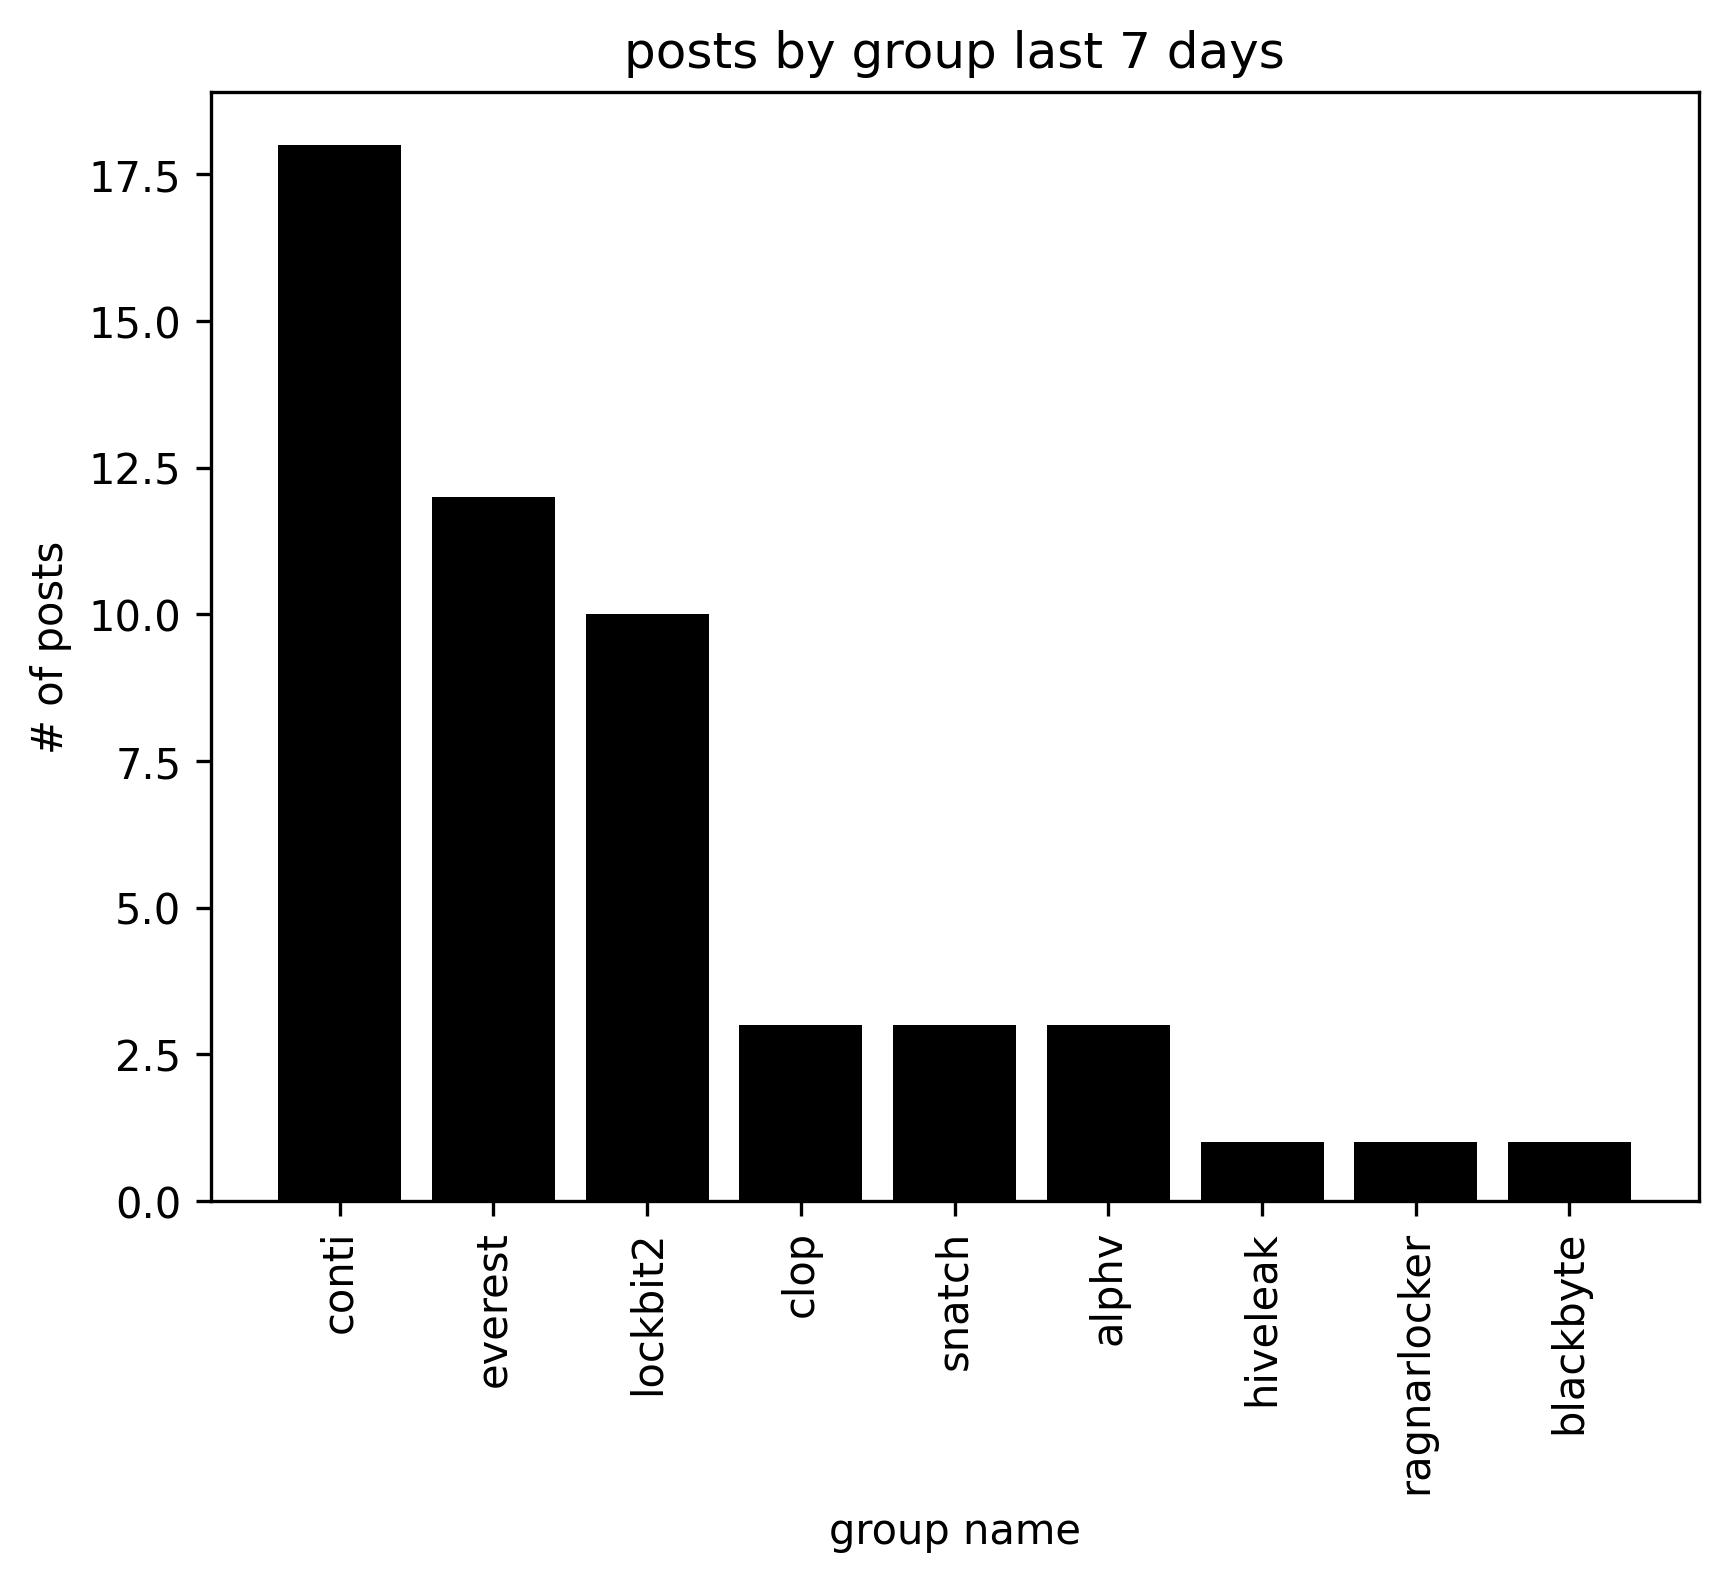 posts by group last 7 days
17.5
15.0
12.5
10.0
7.5
5.0
2.5
0.0
# of posts
conti
everest
lockbit2
clop
snatch
alphv
hiveleak
ragnarlocker
blackbyte
group name